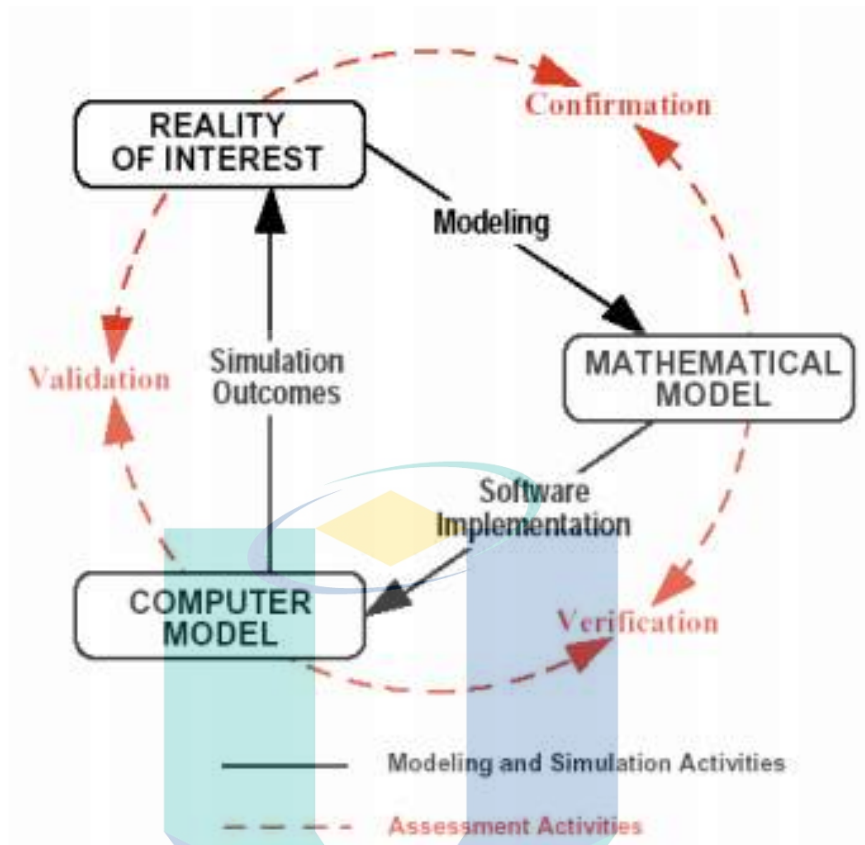 REALITY
OF INTEREST
Confirmation
Modeling
MATHEMATICAL
MODEL
Validation
Simulation
Outcomes
Software
Implementation
COMPUTER
MODEL
Verification
Modeling and Simulation Activities
Assessment Activities